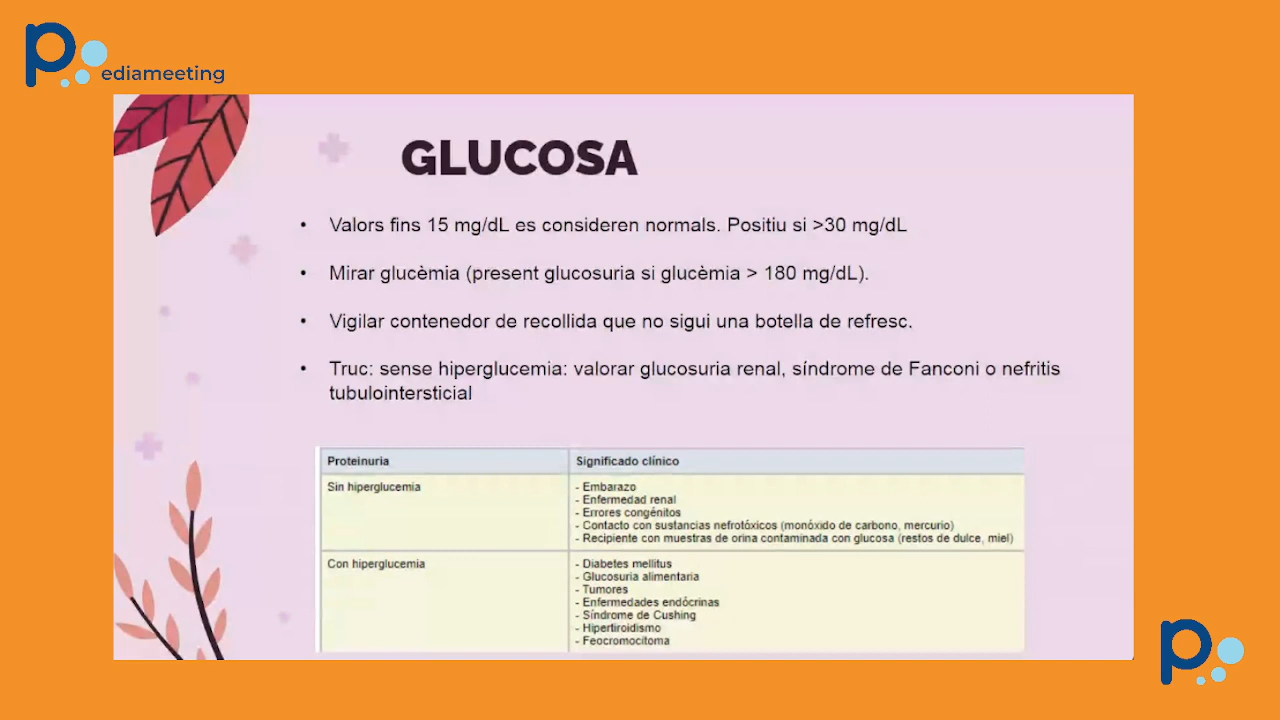 pediameeting
GLUCOSA
• Valors fins 15 mg/dL es consideren normals. Positiu si >30 mg/dL
• Mirar glucèmia (present glucosuria si glucèmia > 180 mg/dL).
• Vigilar contenedor de recollida que no sigui una botella de refresc.
• Truc: sense hiperglucemia: valorar glucosuria renal, síndrome de Fanconi o nefritis
tubulointersticial
Proteinuria
Significado clínico
Sin hiperglucemia
- Embarazo
- Enfermedad renal
- Errores congénitos
- Contacto con sustancias nefrotóxicos (monóxido de carbono, mercurio)
- Recipiente con muestras de orina contaminada con glucosa (restos de dulce, miel)
Con hiperglucemia
- Diabetes mellitus
- Glucosuria alimentaria
- Tumores
- Enfermedades endócrinas
- Síndrome de Cushing
- Hipertiroidismo
- Feocromocitoma
p